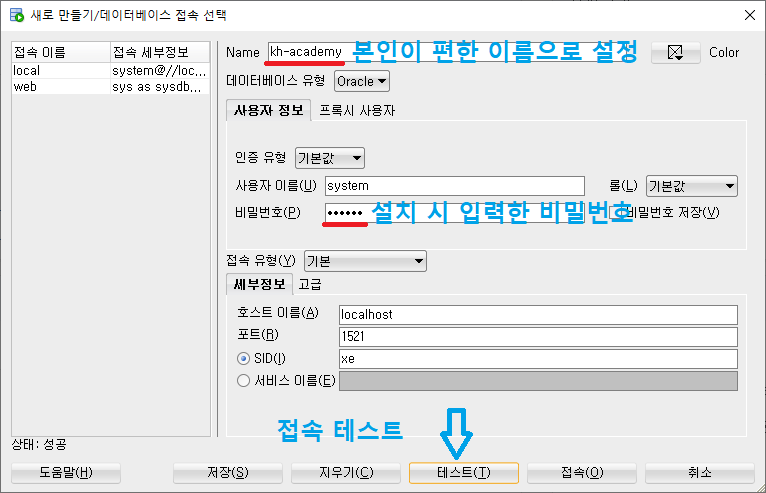 새로 만들기/데이터베이스 접속 선택
접속 이름 접속 세부정보
local system@//loc...
web sys as sysdb...
Name kh-academy 본인이 편한 이름으로 설정 Color
데이터베이스 유형 Oracle
사용자 정보 프록시 사용자
인증 유형 기본값
사용자 이름(U) system 롤(L) 기본값
비밀번호(P) •••••• 설치 시 입력한 비밀번호 비밀번호 저장(V)
접속 유형(Y) 기본
세부정보 고급
호스트 이름(A) localhost
포트(R) 1521
SID(I) xe
서비스 이름(E)
접속 테스트
상태: 성공
도움말(H) 저장(S) 지우기(C) 테스트(T) 접속(O) 취소